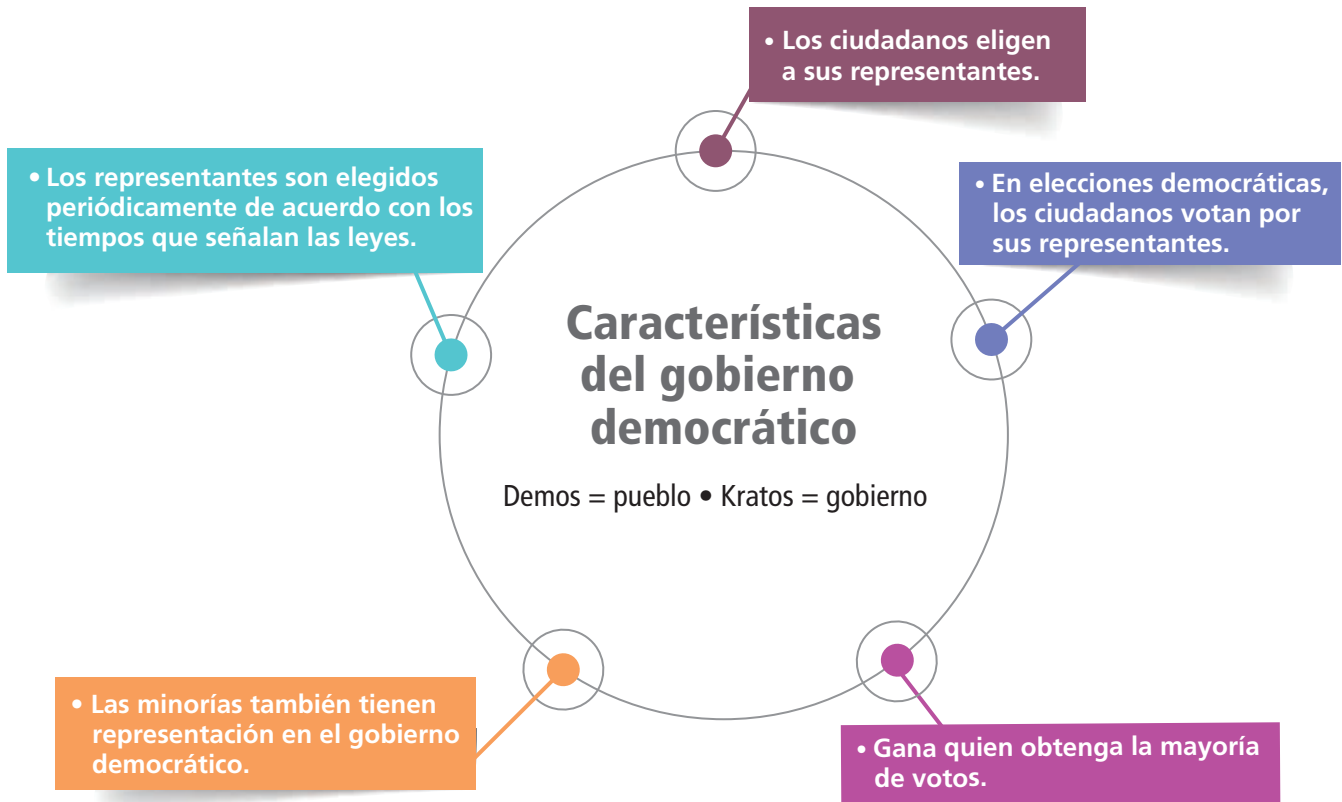 • Los ciudadanos eligen
a sus representantes.
• Los representantes son elegidos
periódicamente de acuerdo con los
tiempos que señalan las leyes.
• En elecciones democráticas,
los ciudadanos votan por
sus representantes.
Características
del gobierno
democrático
Demos = pueblo • Kratos = gobierno
• Las minorías también tienen
representación en el gobierno
democrático.
• Gana quien obtenga la mayoría
de votos.